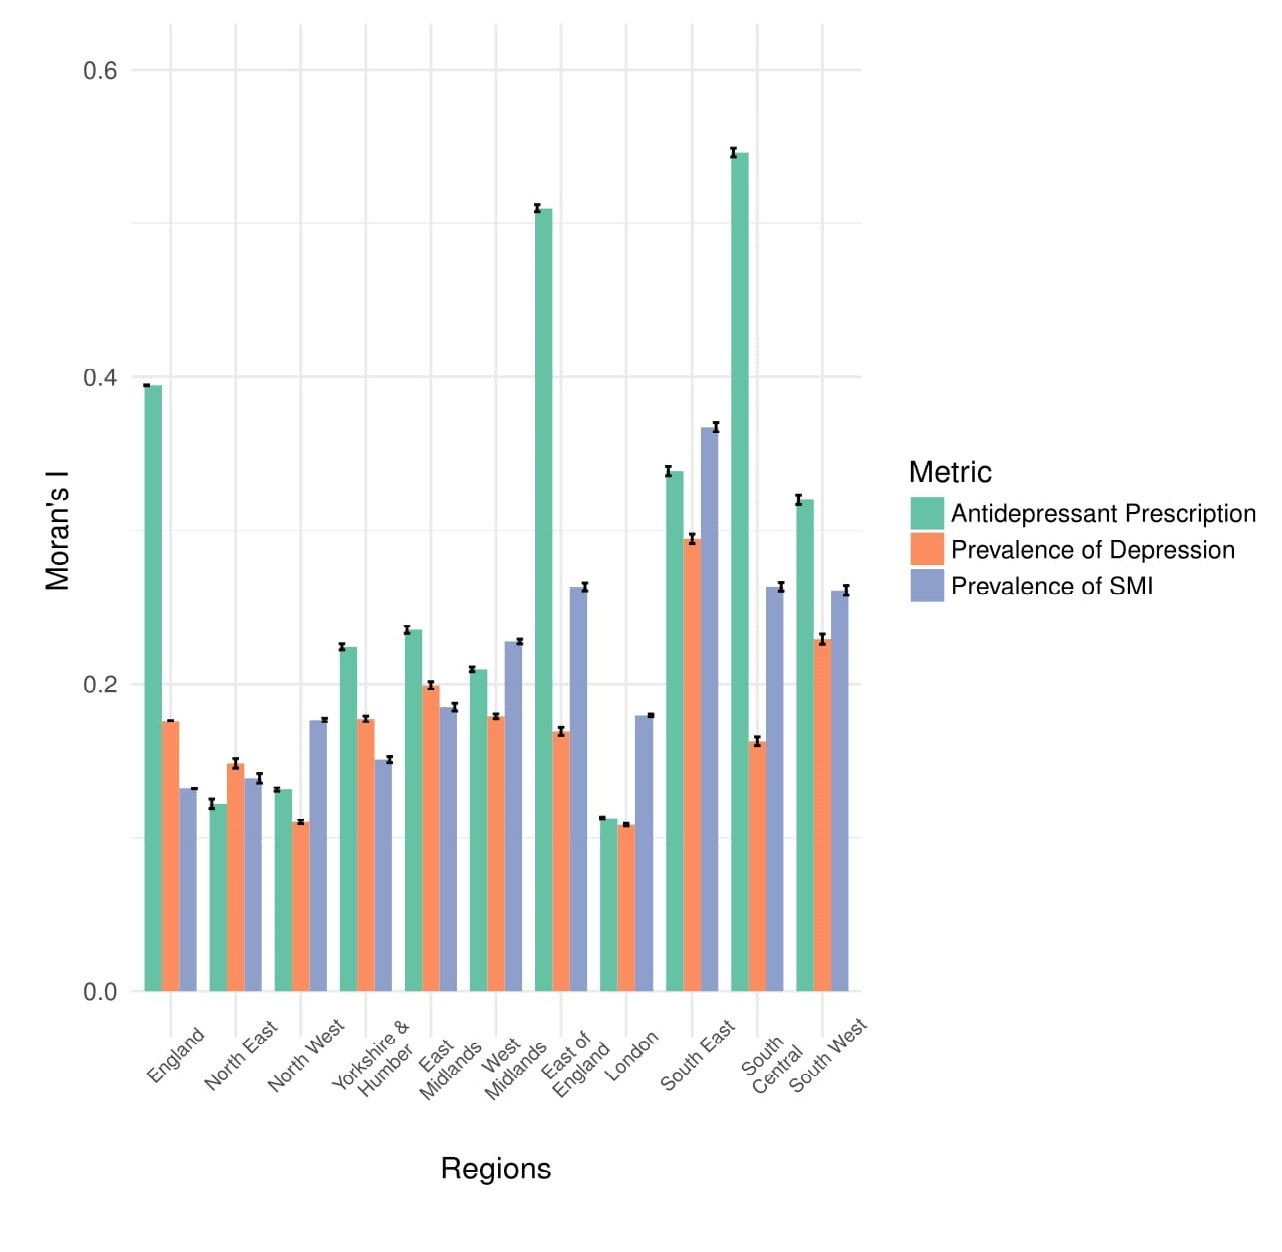 0.6
0.4
0.2
0.0
Moran's I
England
North East
North West
Yorkshire &
Humber
East
Midlands
West
Midlands
East of
England
London
South East
South
Central
South West
Regions
Metric
Antidepressant Prescription
Prevalence of Depression
Prevalence of SMI